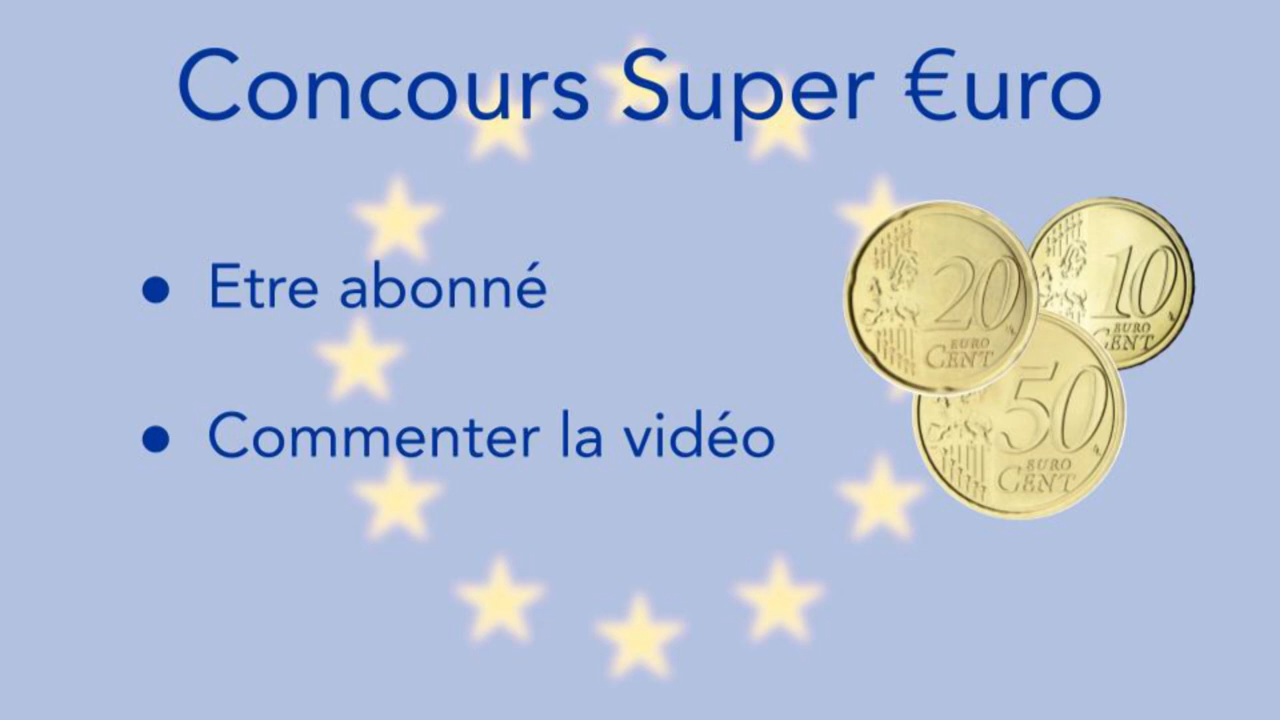 Concours Super €uro
• Etre abonné
• Commenter la vidéo
20
EURO
CENT
10
EURO
CENT
50
EURO
CENT